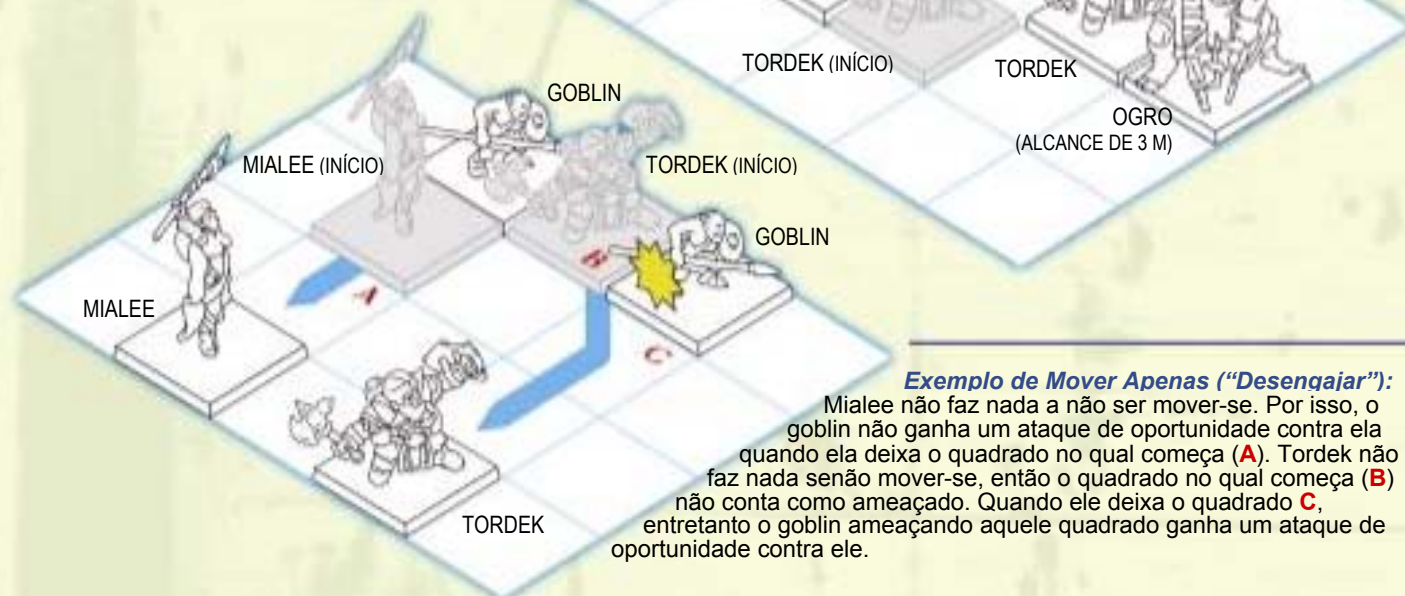 TORDEK (INÍCIO)
TORDEK
OGRO
(ALCANCE DE 3 M)
GOBLIN
MIALEE (INÍCIO)
TORDEK (INÍCIO)
GOBLIN
B
MIALEE
A
C
TORDEK
Exemplo de Mover Apenas (“Desengajar”):
Mialee não faz nada a não ser mover-se. Por isso, o
goblin não ganha um ataque de oportunidade contra ela
quando ela deixa o quadrado no qual começa (A). Tordek não
faz nada senão mover-se, então o quadrado no qual começa (B)
não conta como ameaçado. Quando ele deixa o quadrado C,
entretanto o goblin ameaçando aquele quadrado ganha um ataque de
oportunidade contra ele.